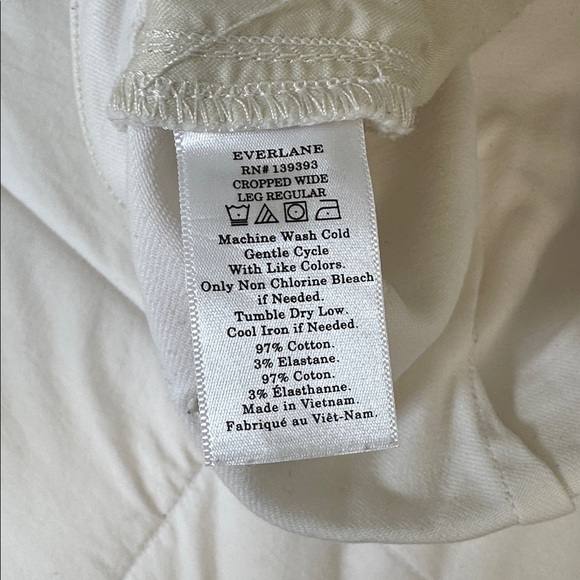 EVERLANE
RN# 139393
CROPPED WIDE
LEG REGULAR
Machine Wash Cold
Gentle Cycle
With Like Colors.
Only Non Chlorine Bleach
if Needed.
Tumble Dry Low.
Cool Iron if Needed.
97% Cotton.
3% Elastane.
97% Coton.
3% Élasthanne.
Made in Vietnam.
Fabriqué au Viêt-Nam.